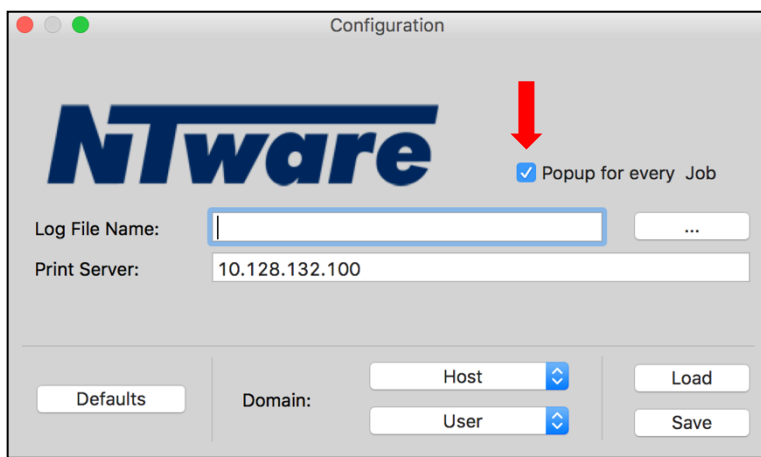 Configuration
NTware
Popup for every Job
Log File Name:
...
Print Server:
10.128.132.100
Host
Load
Defaults
Domain:
User
Save